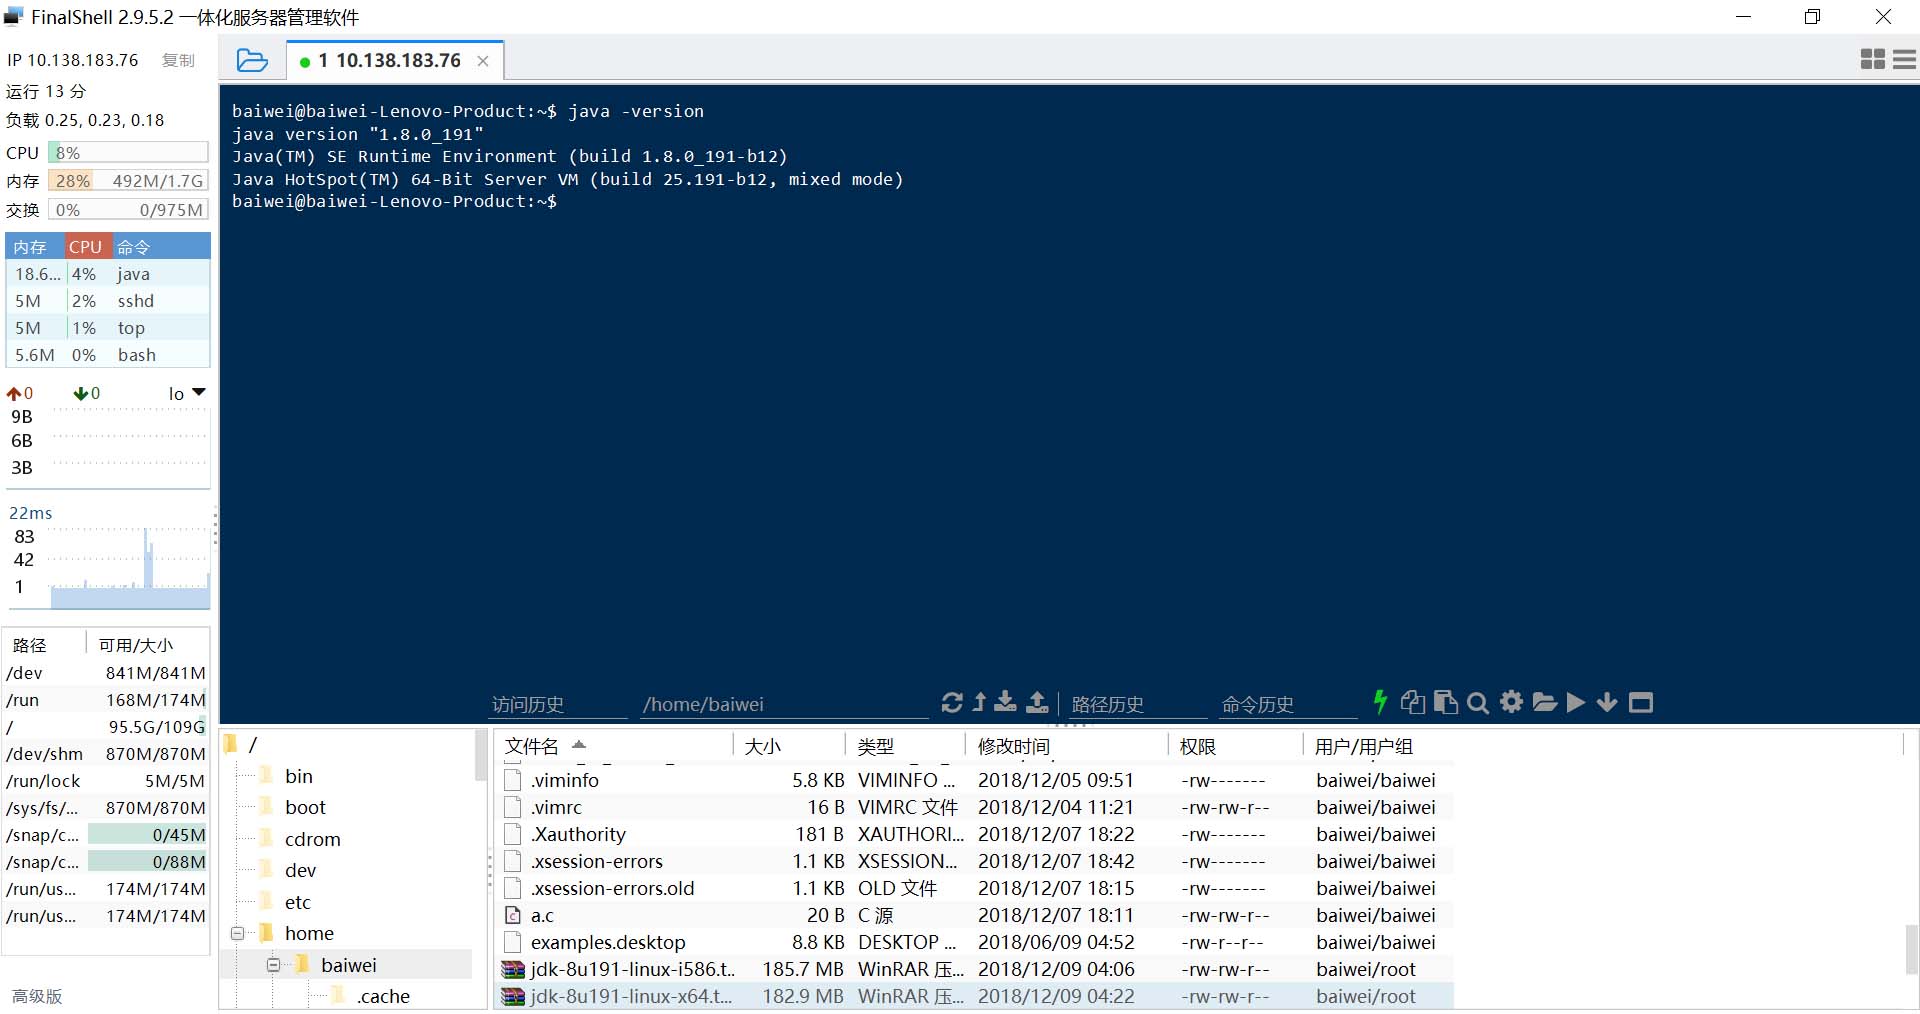 FinalShell 2.9.5.2 一体化服务器管理软件
IP 10.138.183.76 复制
运行 13 分
负载 0.25, 0.23, 0.18
CPU 8%
内存 28% 492M/1.7G
交换 0% 0/975M
内存 CPU 命令
18.6... 4% java
5M 2% sshd
5M 1% top
5.6M 0% bash
0 0 lo
9B
6B
3B
22ms
83
42
1
路径 可用/大小
/dev 841M/841M
/run 168M/174M
/ 95.5G/109G
/dev/shm 870M/870M
/run/lock 5M/5M
/sys/fs/... 870M/870M
/snap/c... 0/45M
/snap/c... 0/88M
/run/us... 174M/174M
/run/us... 174M/174M
高级版
1 10.138.183.76
baiwei@baiwei-Lenovo-Product:~$ java -version
java version "1.8.0_191"
Java(TM) SE Runtime Environment (build 1.8.0_191-b12)
Java HotSpot(TM) 64-Bit Server VM (build 25.191-b12, mixed mode)
baiwei@baiwei-Lenovo-Product:~$
访问历史 /home/baiwei 路径历史 命令历史
/
bin
boot
cdrom
dev
etc
home
baiwei
.cache
文件名 大小 类型 修改时间 权限 用户/用户组
.viminfo 5.8 KB VIMINFO ... 2018/12/05 09:51 -rw------- baiwei/baiwei
.vimrc 16 B VIMRC 文件 2018/12/04 11:21 -rw-rw-r-- baiwei/baiwei
.Xauthority 181 B XAUTHORI... 2018/12/07 18:22 -rw------- baiwei/baiwei
.xsession-errors 1.1 KB XSESSION... 2018/12/07 18:42 -rw------- baiwei/baiwei
.xsession-errors.old 1.1 KB OLD 文件 2018/12/07 18:15 -rw------- baiwei/baiwei
a.c 20 B C 源 2018/12/07 18:11 -rw-rw-r-- baiwei/baiwei
examples.desktop 8.8 KB DESKTOP ... 2018/06/09 04:52 -rw-r--r-- baiwei/baiwei
jdk-8u191-linux-i586.t.. 185.7 MB WinRAR 压... 2018/12/09 04:06 -rw-rw-r-- baiwei/root
jdk-8u191-linux-x64.t... 182.9 MB WinRAR 压... 2018/12/09 04:22 -rw-rw-r-- baiwei/root